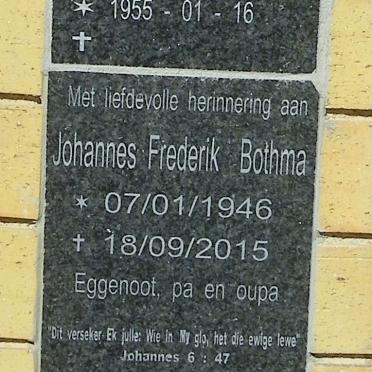 * 1955 - 01 - 16
✝
Met liefdevolle herinnering aan
Johannes Frederik Bothma
* 07/01/1946
✝ 18/09/2015
Eggenoot, pa en oupa
"Dit verseker Ek julle: Wie in My glo, het die ewige lewe"
Johannes 6 : 47